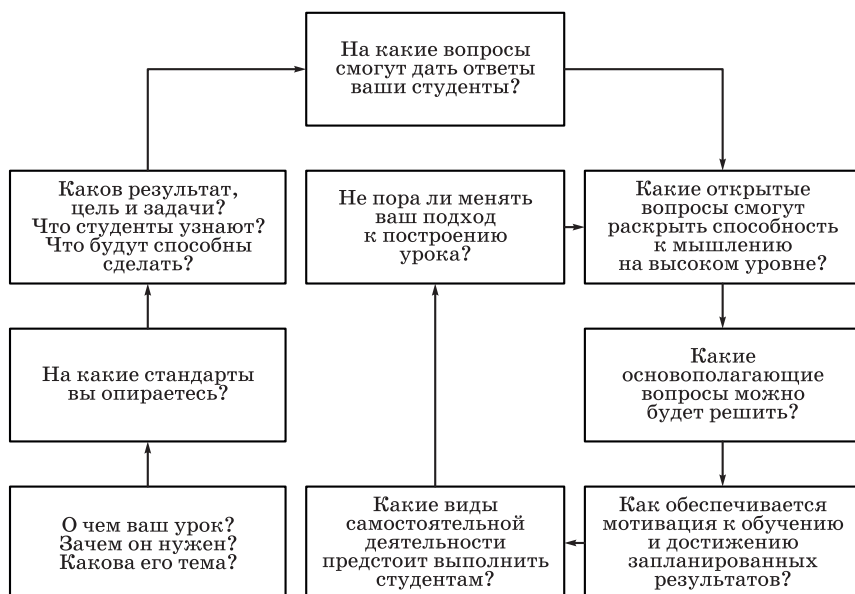 На какие вопросы
смогут дать ответы
ваши студенты?
Каков результат,
цель и задачи?
Что студенты узнают?
Что будут способны
сделать?
Не пора ли менять
ваш подход
к построению
урока?
Какие открытые
вопросы смогут
раскрыть способность
к мышлению
на высоком уровне?
На какие стандарты
вы опираетесь?
Какие
основополагающие
вопросы можно
будет решить?
О чем ваш урок?
Зачем он нужен?
Какова его тема?
Какие виды
самостоятельной
деятельности
предстоит выполнить
студентам?
Как обеспечивается
мотивация к обучению
и достижению
запланированных
результатов?